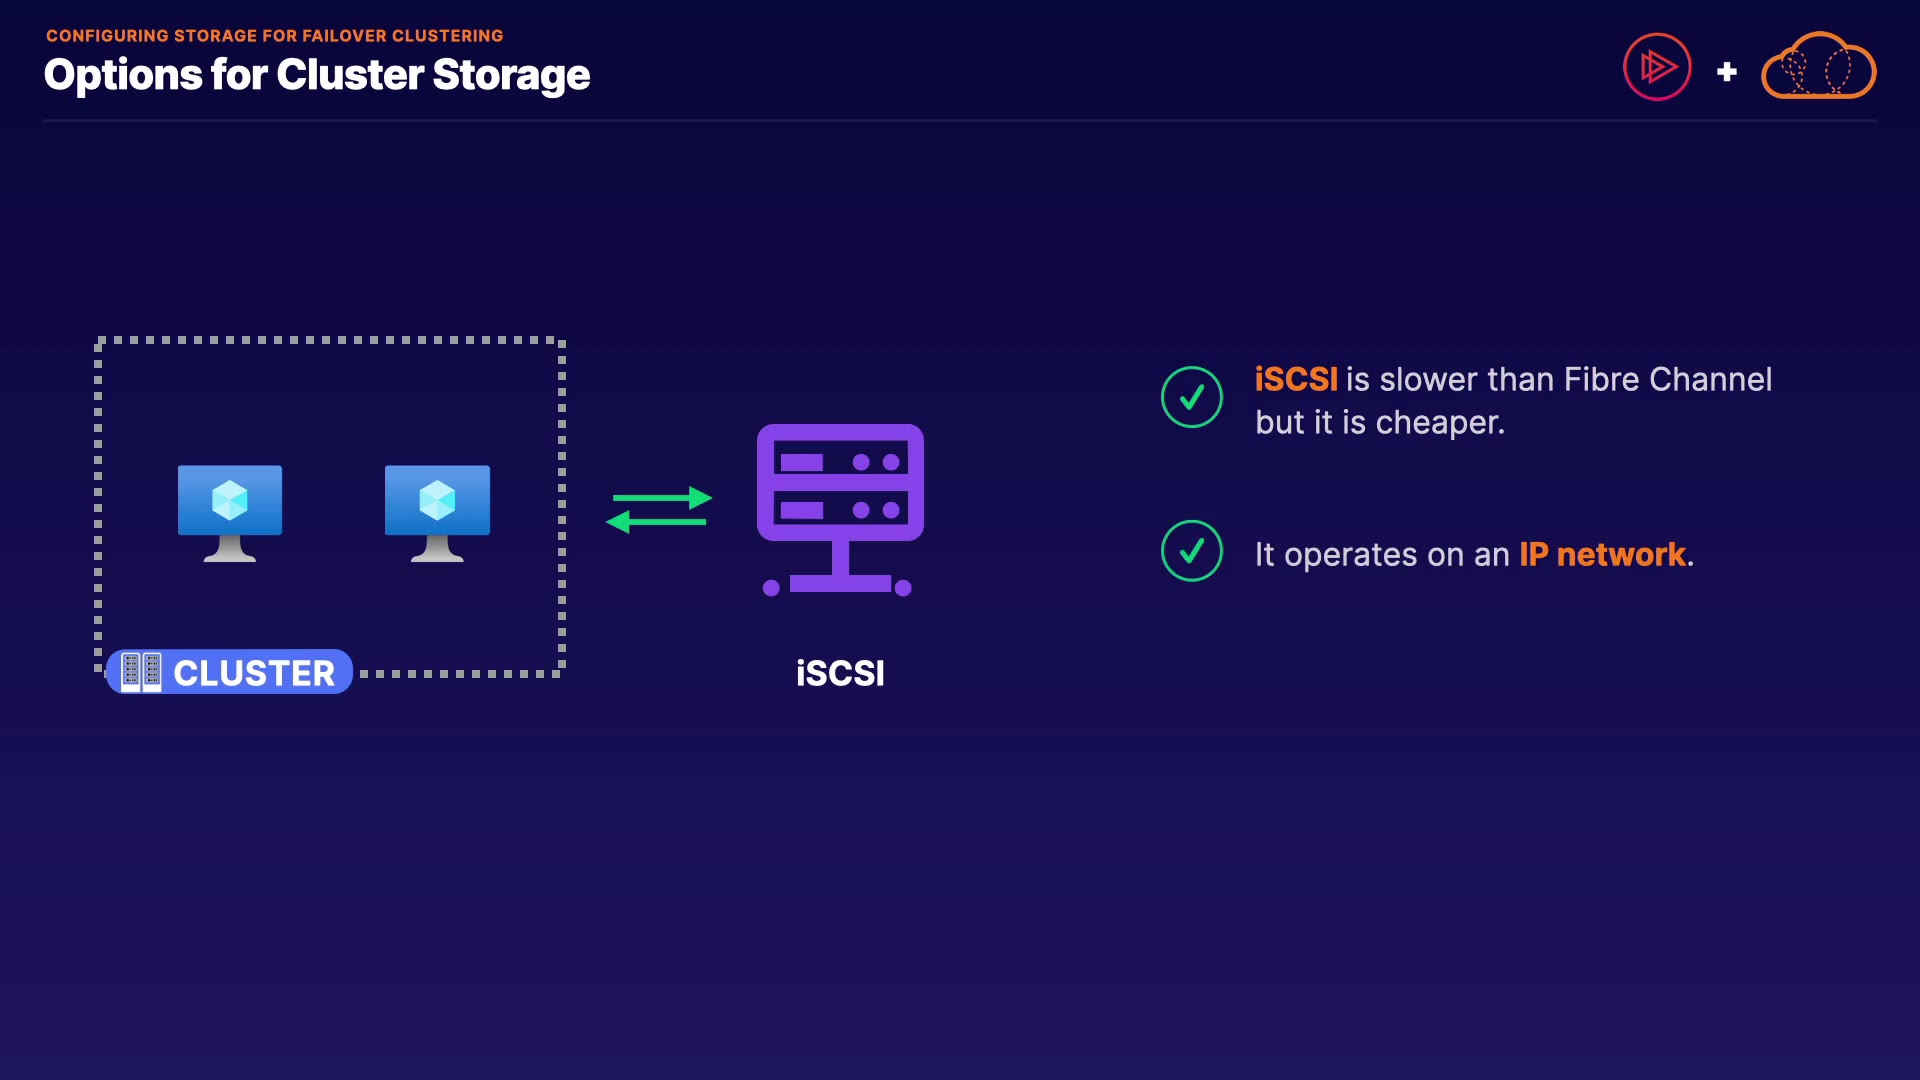 CONFIGURING STORAGE FOR FAILOVER CLUSTERING
Options for Cluster Storage
iSCSI is slower than Fibre Channel
but it is cheaper.
It operates on an IP network.
CLUSTER
iSCSI